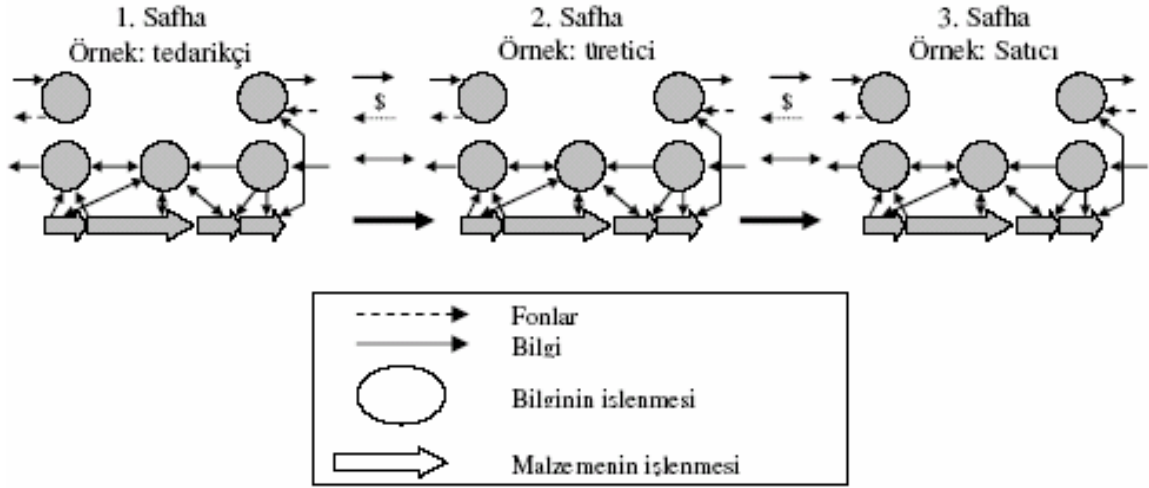 1. Safha
Örnek: tedarikçi
2. Safha
Örnek: üretici
3. Safha
Örnek: Satıcı
$
$
Fonlar
Bilgi
Bilginin işlenmesi
Malzemenin işlenmesi